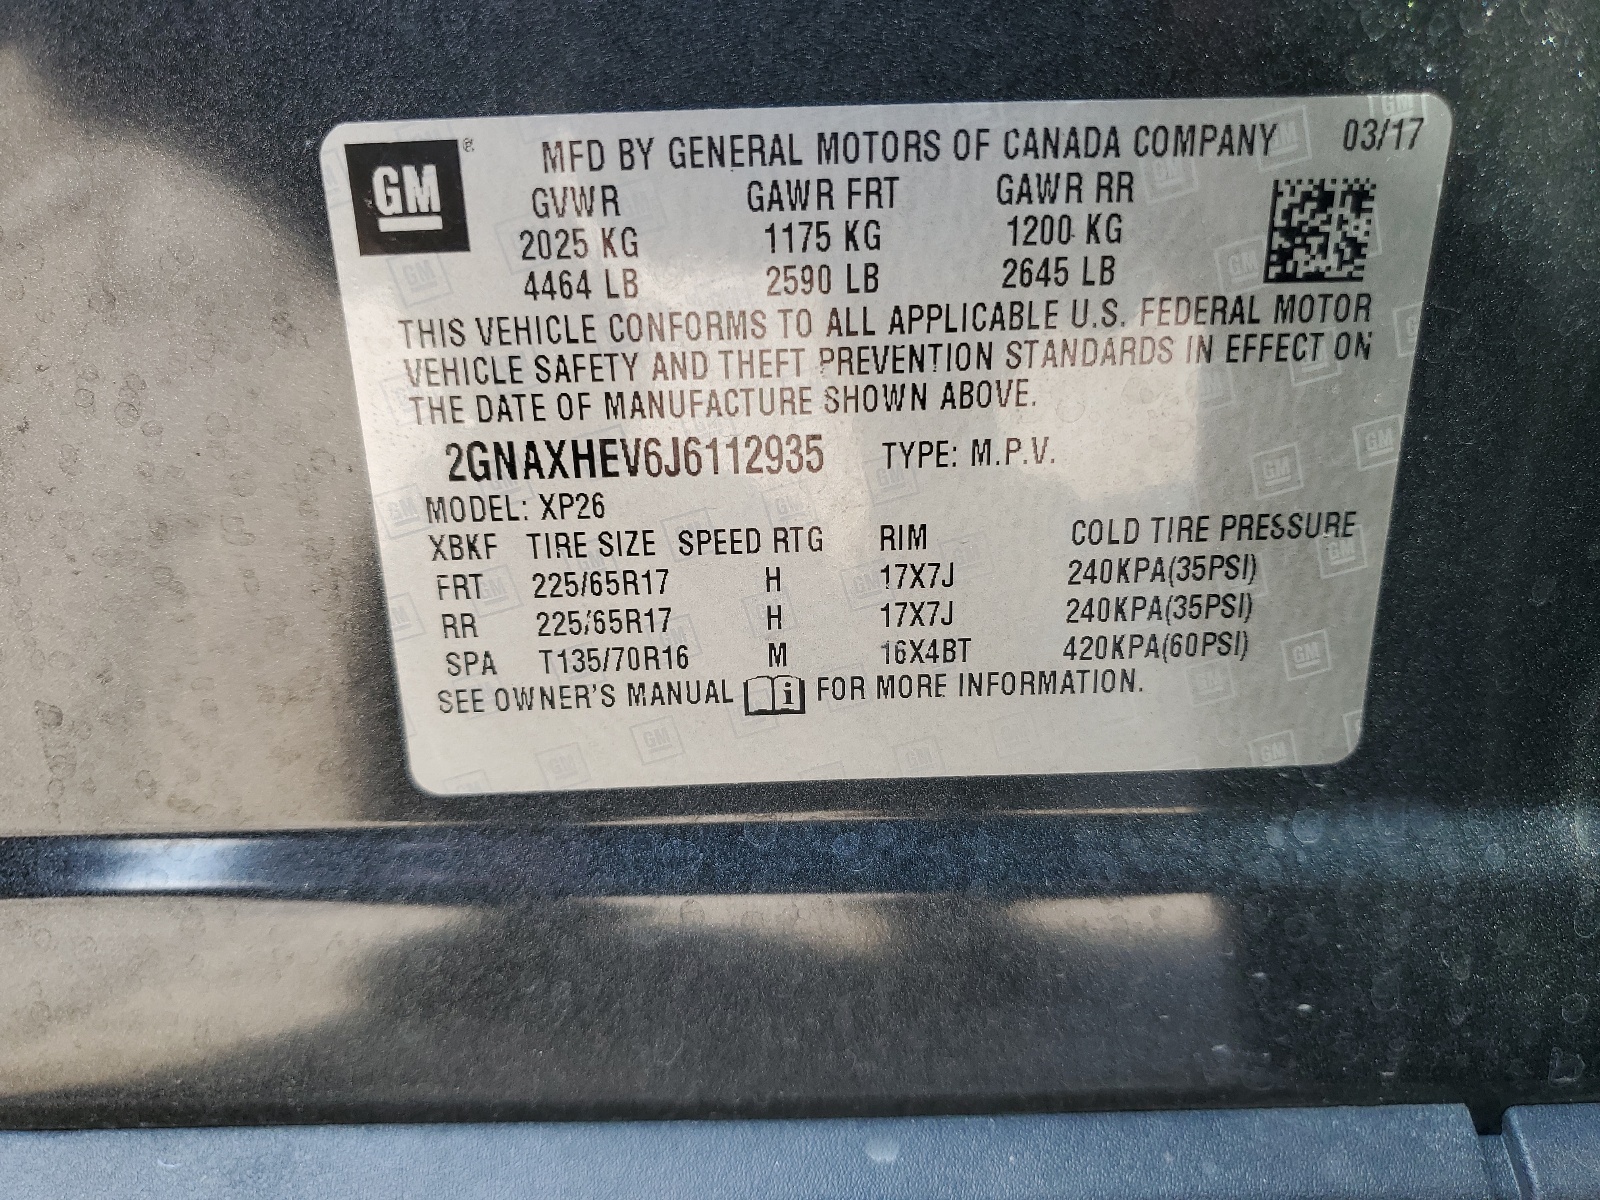 GM ® MFD BY GENERAL MOTORS OF CANADA COMPANY 03/17
GVWR GAWR FRT GAWR RR
2025 KG 1175 KG 1200 KG
4464 LB 2590 LB 2645 LB
THIS VEHICLE CONFORMS TO ALL APPLICABLE U.S. FEDERAL MOTOR
VEHICLE SAFETY AND THEFT PREVENTION STANDARDS IN EFFECT ON
THE DATE OF MANUFACTURE SHOWN ABOVE.
2GNAXHEV6J6112935 TYPE: M.P.V.
MODEL: XP26
XBKF TIRE SIZE SPEED RTG RIM COLD TIRE PRESSURE
FRT 225/65R17 H 17X7J 240KPA(35PSI)
RR 225/65R17 H 17X7J 240KPA(35PSI)
SPA T135/70R16 M 16X4BT 420KPA(60PSI)
SEE OWNER'S MANUAL i FOR MORE INFORMATION.